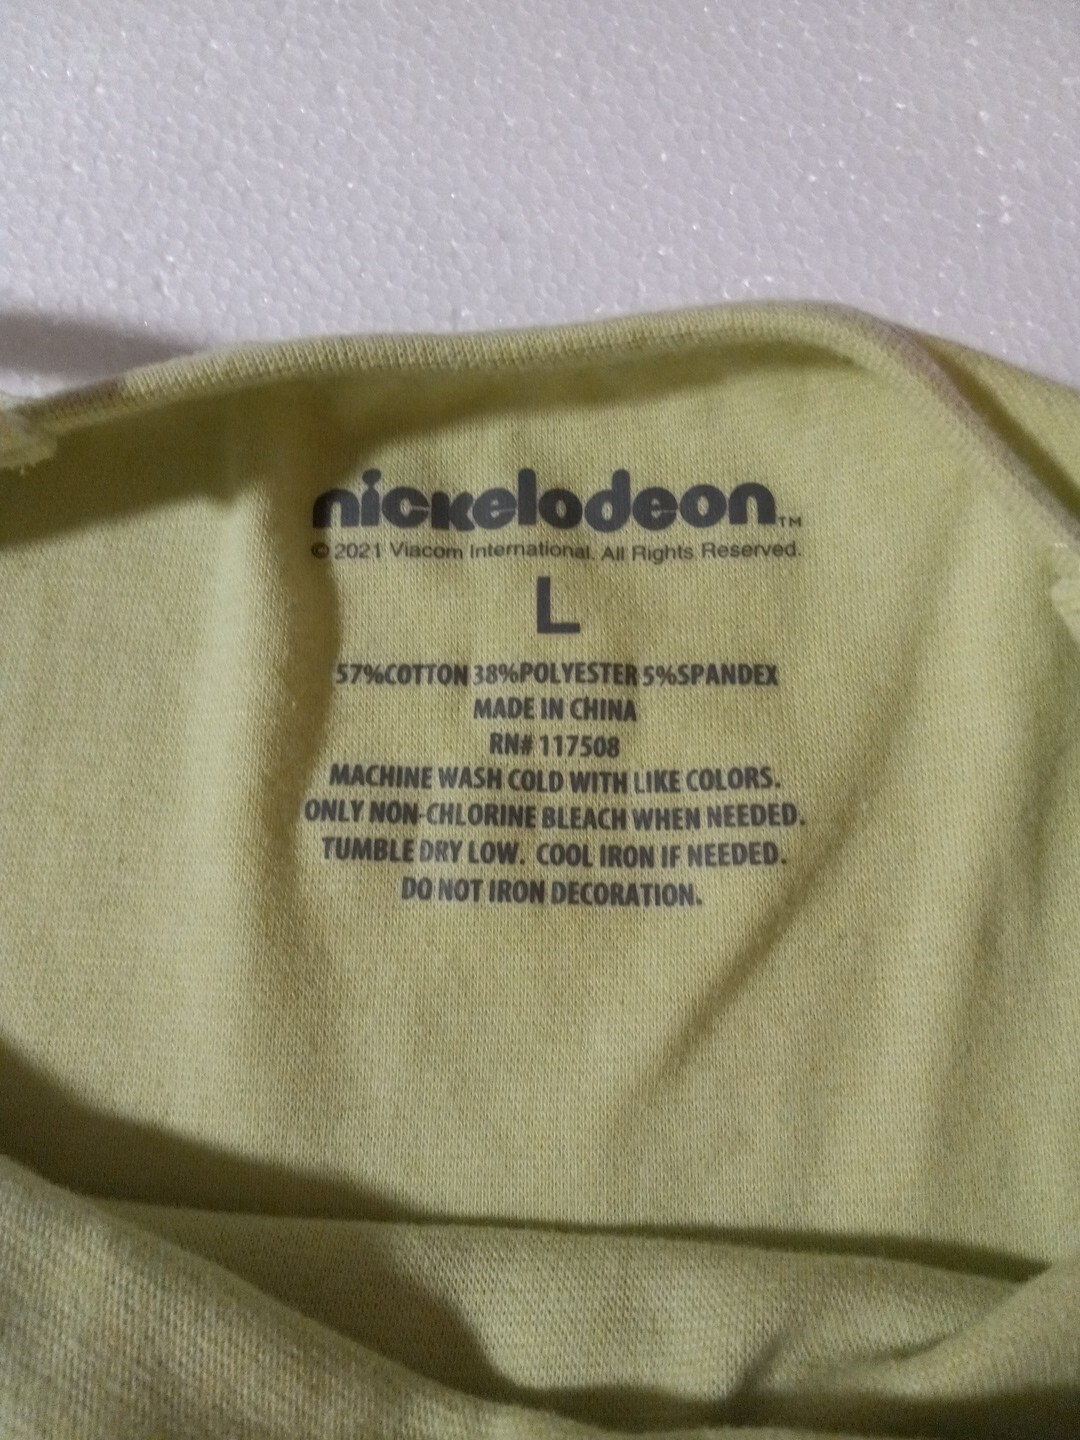 nickelodeon™
© 2021 Viacom International. All Rights Reserved.
L
57%COTTON 38%POLYESTER 5%SPANDEX
MADE IN CHINA
RN# 117508
MACHINE WASH COLD WITH LIKE COLORS.
ONLY NON-CHLORINE BLEACH WHEN NEEDED.
TUMBLE DRY LOW. COOL IRON IF NEEDED.
DO NOT IRON DECORATION.